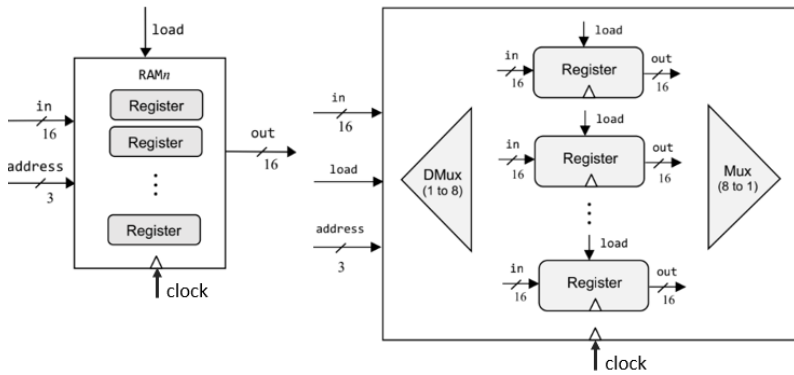 load
RAMn
Register
Register
Register
in
16
address
3
out
16
clock
in
16
load
address
3
DMux
(1 to 8)
load
in
16
Register
out
16
load
in
16
Register
out
16
load
in
16
Register
out
16
Mux
(8 to 1)
clock